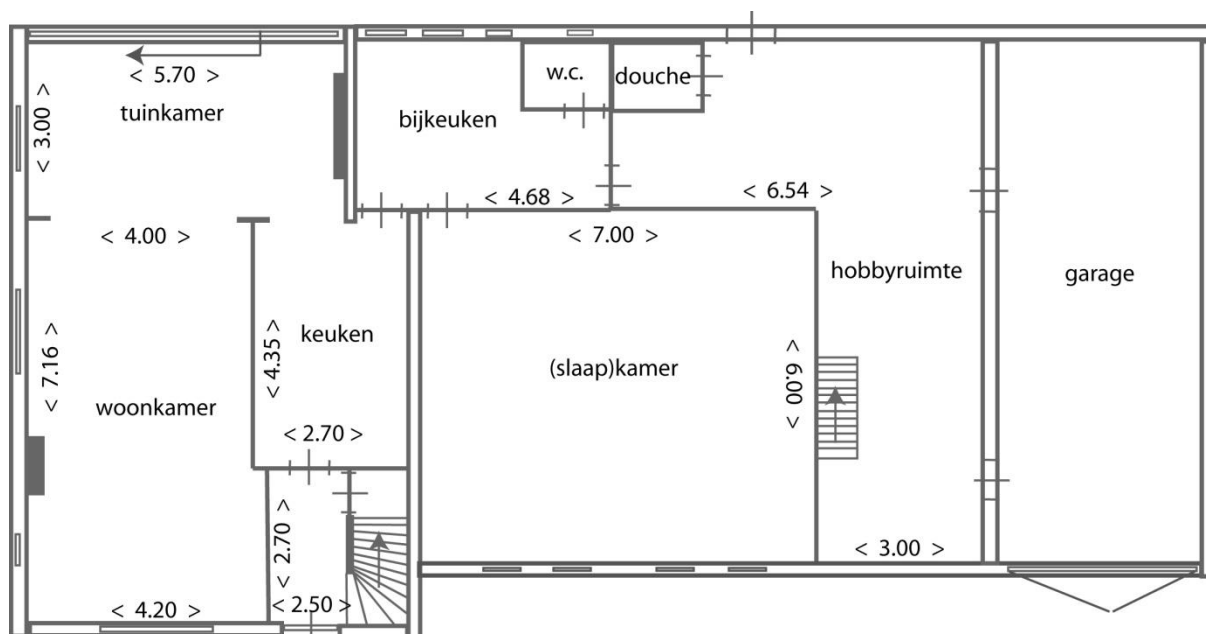 < 5.70 >
tuinkamer
< 3.00 >
w.c.
douche
bijkeuken
< 4.68 >
< 6.54 >
< 4.00 >
< 7.00 >
hobbyruimte
garage
keuken
< 4.35 >
< 7.16 >
(slaap)kamer
< 6.00 >
woonkamer
< 2.70 >
< 2.70 >
< 3.00 >
< 4.20 >
< 2.50 >